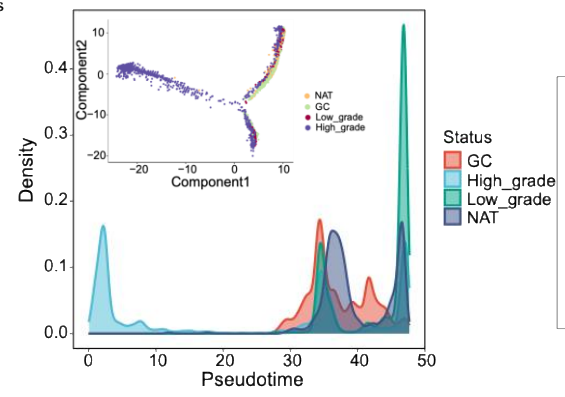 s
10
0
−10
−20
Component2
−20
−10
0
10
Component1
NAT
GC
Low_grade
High_grade
0.4
0.3
0.2
0.1
0.0
Density
0
10
20
30
40
50
Pseudotime
Status
GC
High_grade
Low_grade
NAT